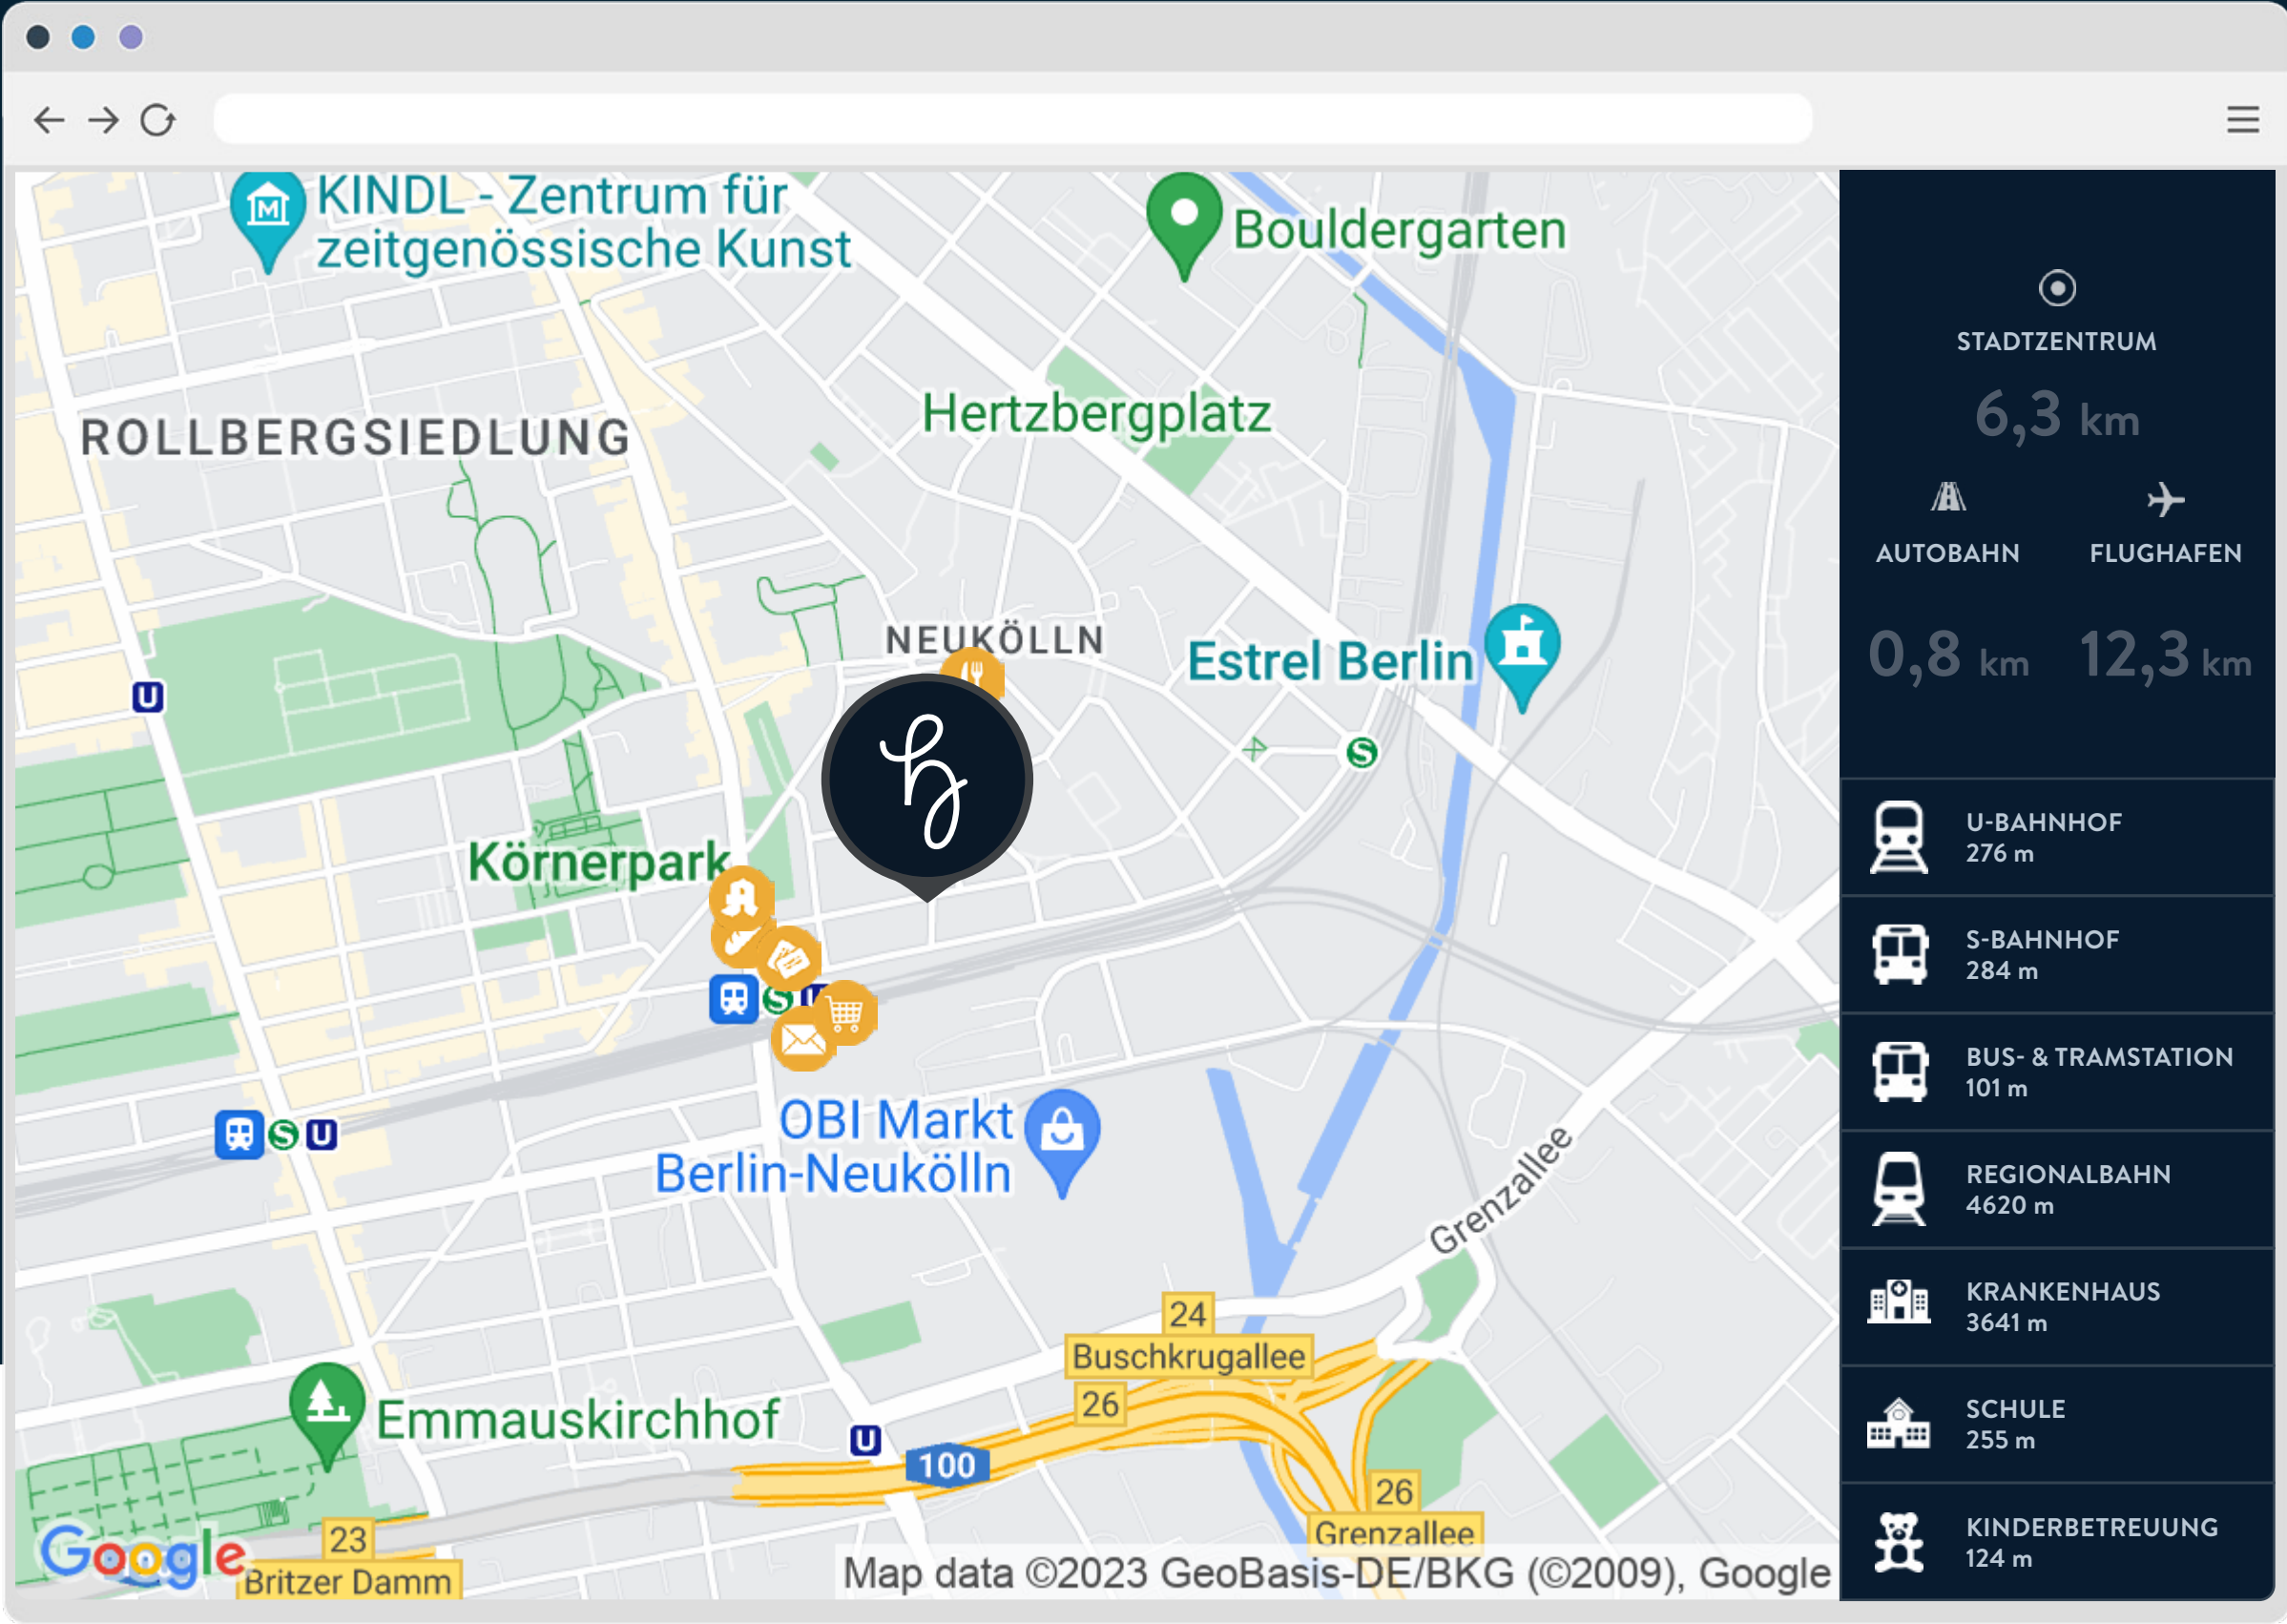 KINDL - Zentrum für
zeitgenössische Kunst
Bouldergarten
Hertzbergplatz
ROLLBERGSIEDLUNG
NEUKÖLLN
Estrel Berlin
U
S
Körnerpark
S
OBI Markt
Berlin-Neukölln
S U
Grenzallee
24
Buschkrugallee
26
Emmauskirchhof
U
100
26
Grenzallee
23
Britzer Damm
Google
Map data ©2023 GeoBasis-DE/BKG (©2009), Google
STADTZENTRUM
6,3 km
AUTOBAHN
0,8 km
FLUGHAFEN
12,3 km
U-BAHNHOF
276 m
S-BAHNHOF
284 m
BUS- & TRAMSTATION
101 m
REGIONALBAHN
4620 m
KRANKENHAUS
3641 m
SCHULE
255 m
KINDERBETREUUNG
124 m